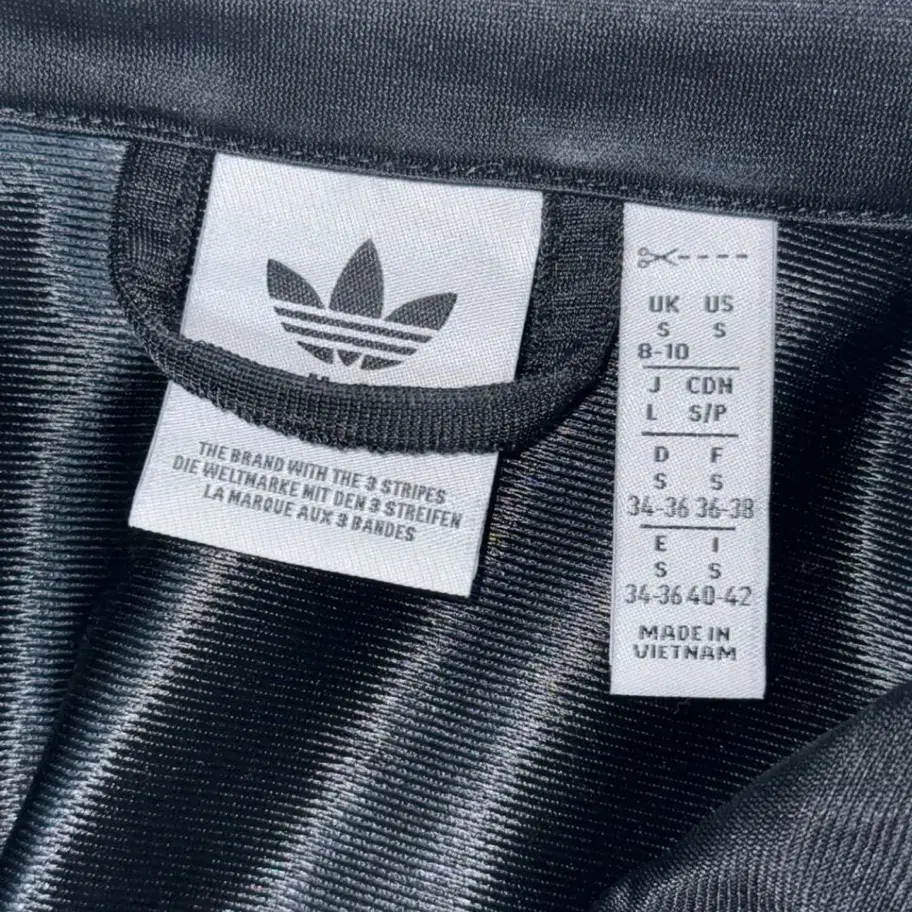 THE BRAND WITH THE 3 STRIPES
DIE WELTMARKE MIT DEN 3 STREIFEN
LA MARQUE AUX 3 BANDES
UK US
S S
8-10
J CDN
L S/P
D F
S S
34-36 36-38
E I
S S
34-36 40-42
MADE IN
VIETNAM